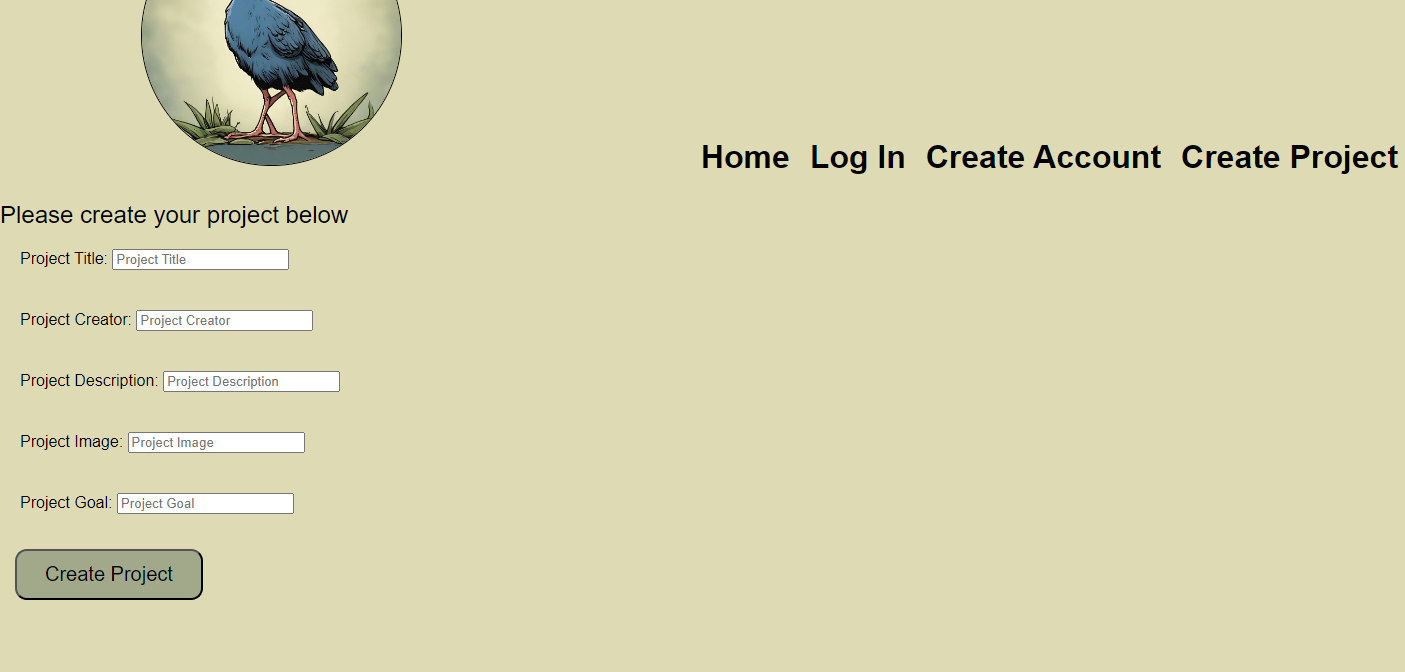 Home Log In Create Account Create Project
Please create your project below
Project Title: Project Title
Project Creator: Project Creator
Project Description: Project Description
Project Image: Project Image
Project Goal: Project Goal
Create Project